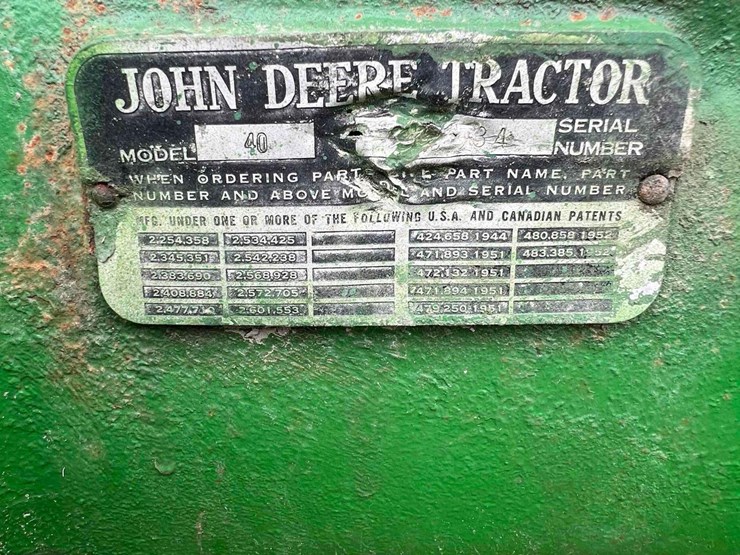 JOHN DEERE TRACTOR
MODEL 40 34 SERIAL NUMBER
WHEN ORDERING PARTS PART NAME, PART
NUMBER AND ABOVE MODEL AND SERIAL NUMBER
MFG. UNDER ONE OR MORE OF THE FOLLOWING U.S.A. AND CANADIAN PATENTS
2,254,358 2,534,425 424,658-1944 480,858-1952
2,345,351 2,542,238 471,893-1951 483,385
2,383,690 2,568,928 472,132-1951
2,408,884 2,572,705 471,894-1951
2,601,553 479,250-1951